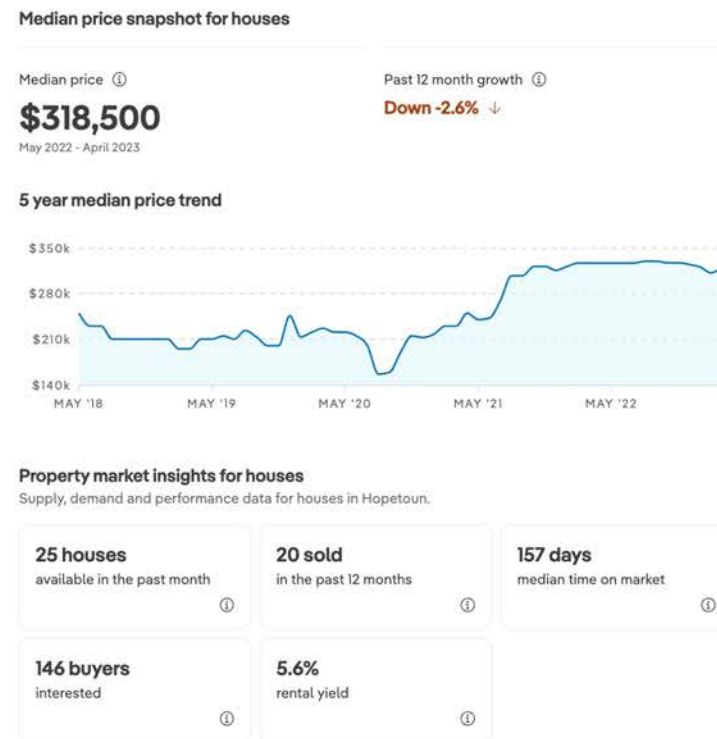 Median price snapshot for houses
Median price
Past 12 month growth
$318,500
Down -2.6% ↓
May 2022 - April 2023
5 year median price trend
$350k
$280k
$210k
$140k
MAY '18
MAY '19
MAY '20
MAY '21
MAY '22
Property market insights for houses
Supply, demand and performance data for houses in Hopetoun.
25 houses
available in the past month
20 sold
in the past 12 months
157 days
median time on market
146 buyers
interested
5.6%
rental yield